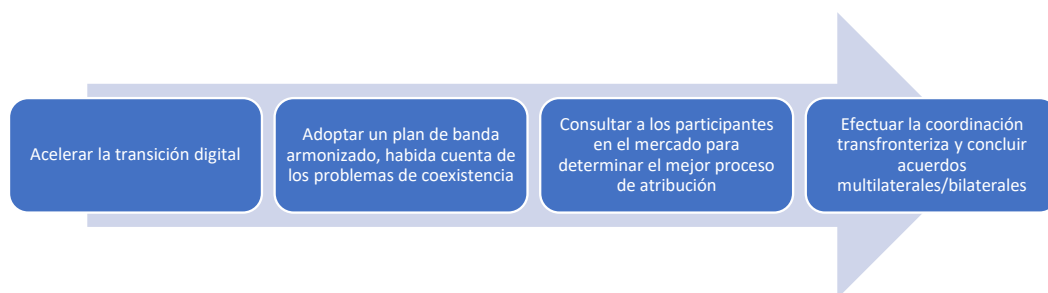 Acelerar la transición digital
Adoptar un plan de banda
armonizado, habida cuenta de
los problemas de coexistencia
Consultar a los participantes
en el mercado para
determinar el mejor proceso
de atribución
Efectuar la coordinación
transfronteriza y concluir
acuerdos
multilaterales/bilaterales